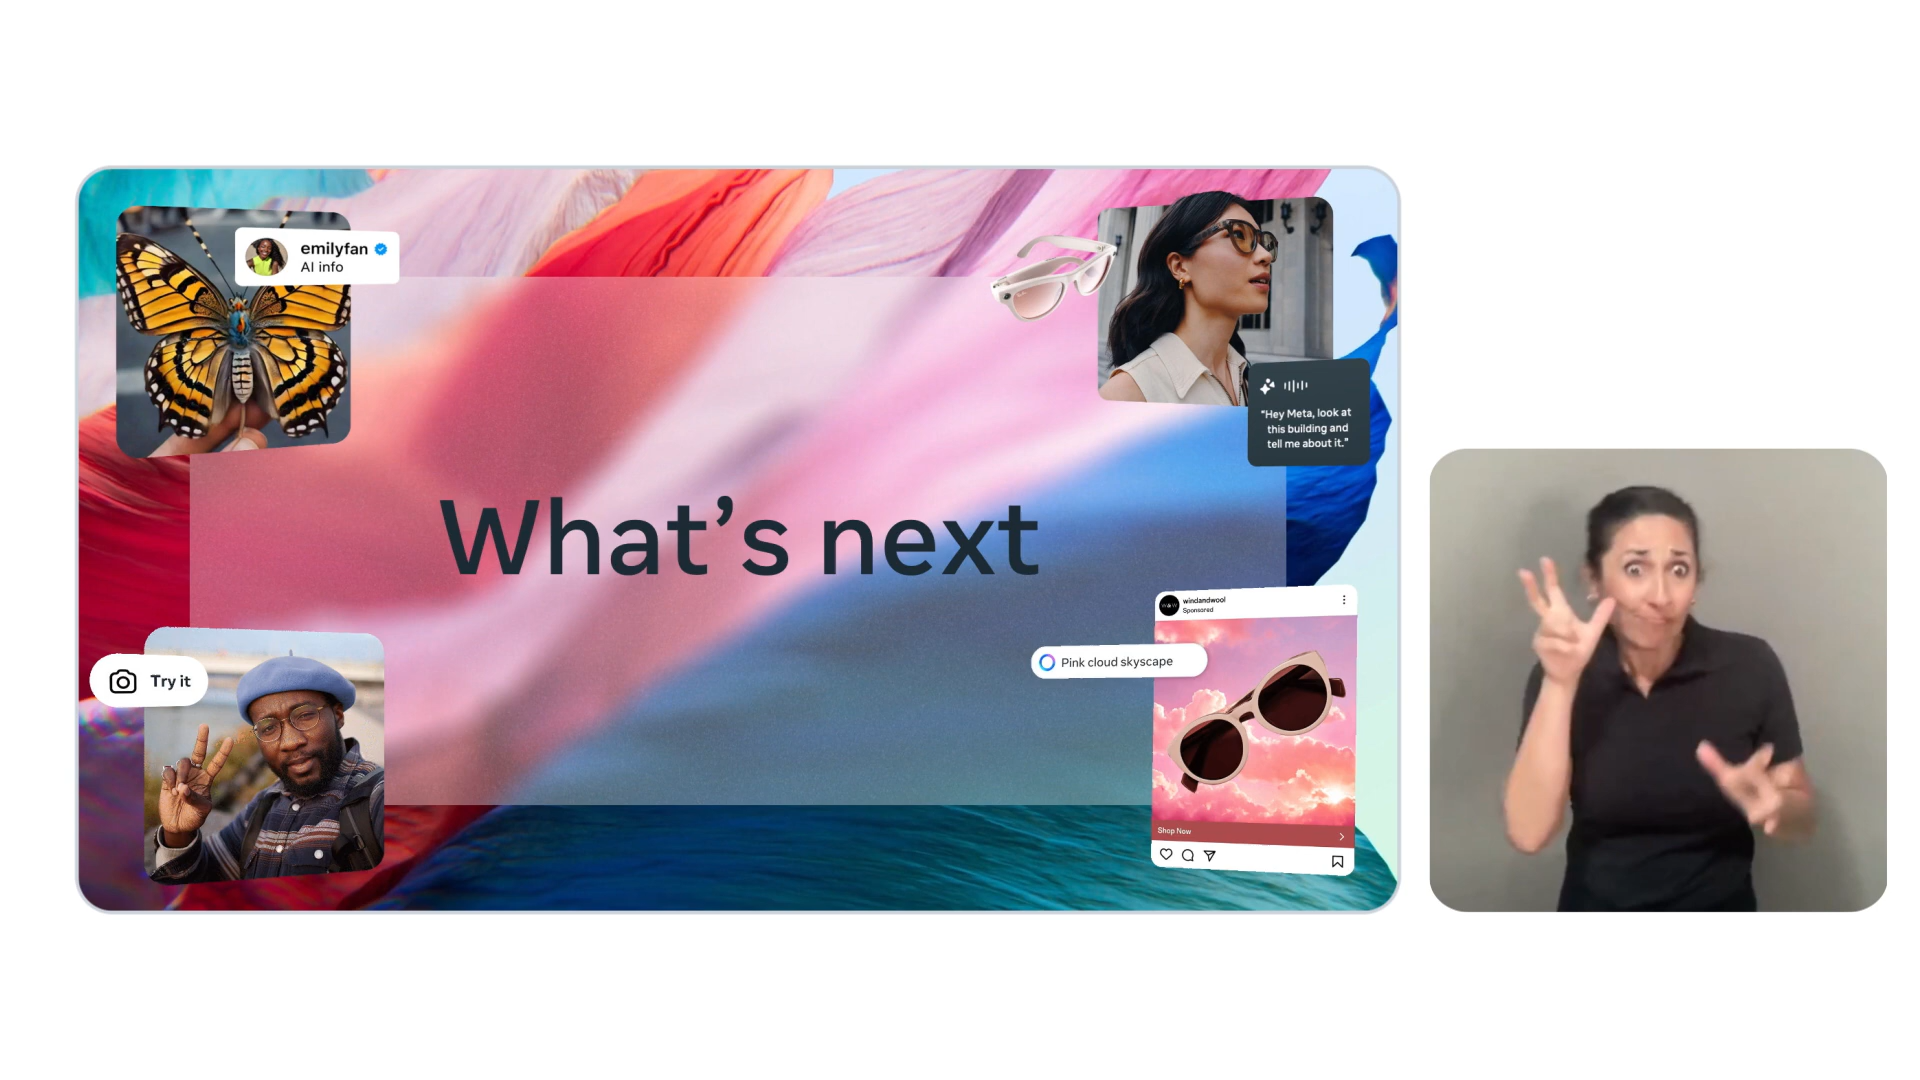 emilyfan
AI info
"Hey Meta, look at
this building and
tell me about it."
What's next
Try it
W&W
windandwool
Sponsored
Pink cloud skyscape
Shop Now